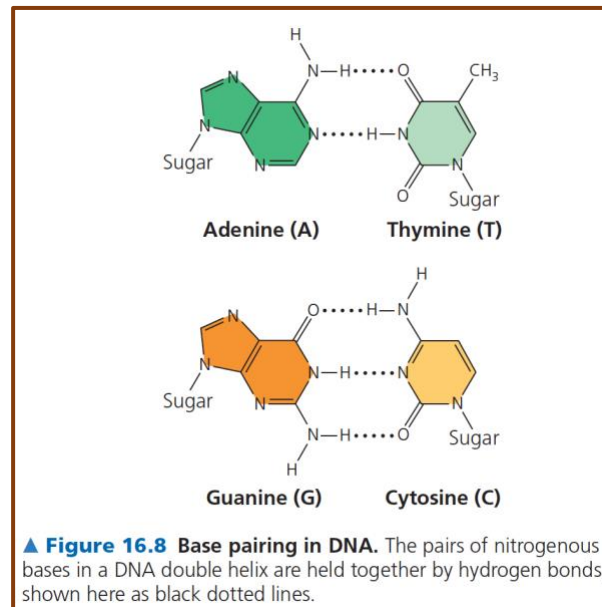 H
N—H·····O
CH3
N
N
N·····H—N
Sugar
N
N
O
Sugar
Adenine (A)
Thymine (T)
H
O·····H—N
N
N
N—H·····N
Sugar
N
N
N—H·····O
Sugar
H
Guanine (G)
Cytosine (C)
▲ Figure 16.8 Base pairing in DNA. The pairs of nitrogenous
bases in a DNA double helix are held together by hydrogen bonds,
shown here as black dotted lines.